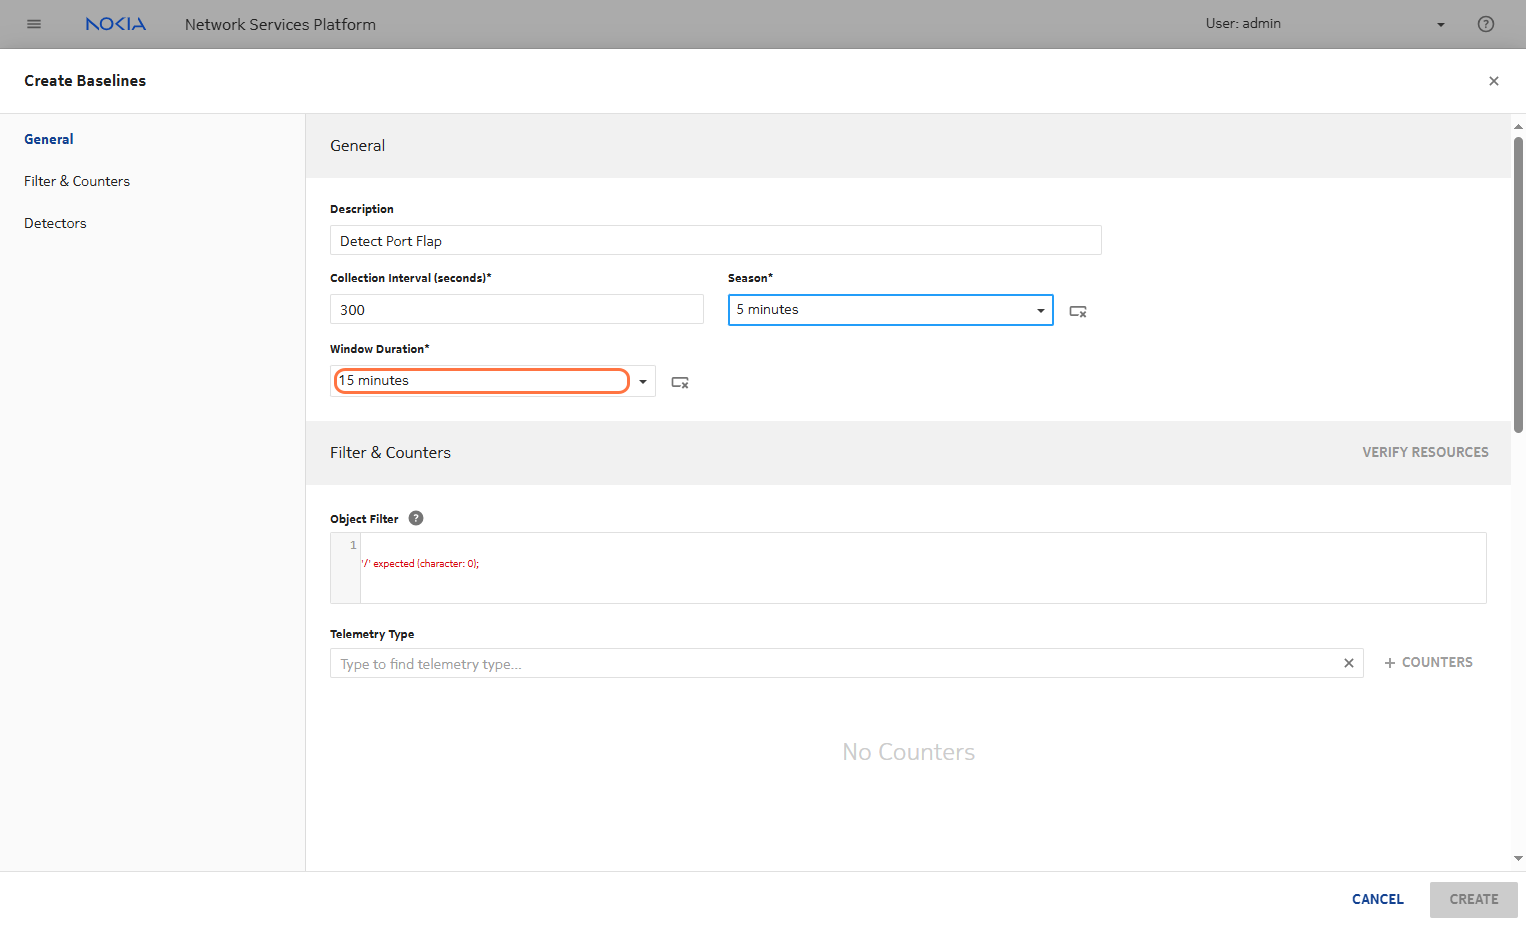 NOKIA
Network Services Platform
User: admin
Create Baselines
General
Filter & Counters
Detectors
General
Description
Detect Port Flap
Collection Interval (seconds)*
Season*
300
5 minutes
Window Duration*
15 minutes
Filter & Counters
VERIFY RESOURCES
Object Filter ?
1
'/' expected (character: 0);
Telemetry Type
Type to find telemetry type...
+ COUNTERS
No Counters
CANCEL
CREATE